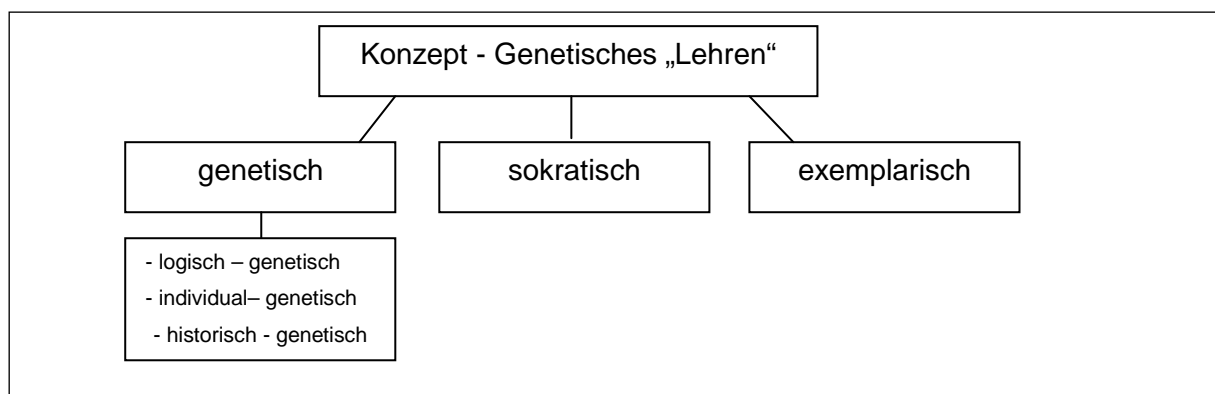 Konzept - Genetisches „Lehren“
genetisch
sokratisch
exemplarisch
- logisch – genetisch
- individual– genetisch
- historisch - genetisch